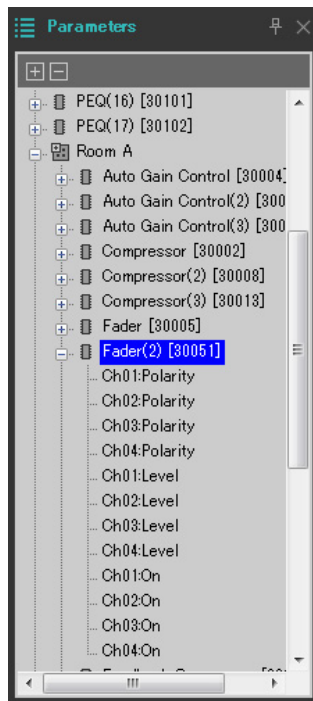 Parameters
PEQ(16) [30101]
PEQ(17) [30102]
Room A
Auto Gain Control [30004]
Auto Gain Control(2) [300
Auto Gain Control(3) [300
Compressor [30002]
Compressor(2) [30008]
Compressor(3) [30013]
Fader [30005]
Fader(2) [30051]
Ch01:Polarity
Ch02:Polarity
Ch03:Polarity
Ch04:Polarity
Ch01:Level
Ch02:Level
Ch03:Level
Ch04:Level
Ch01:On
Ch02:On
Ch03:On
Ch04:On